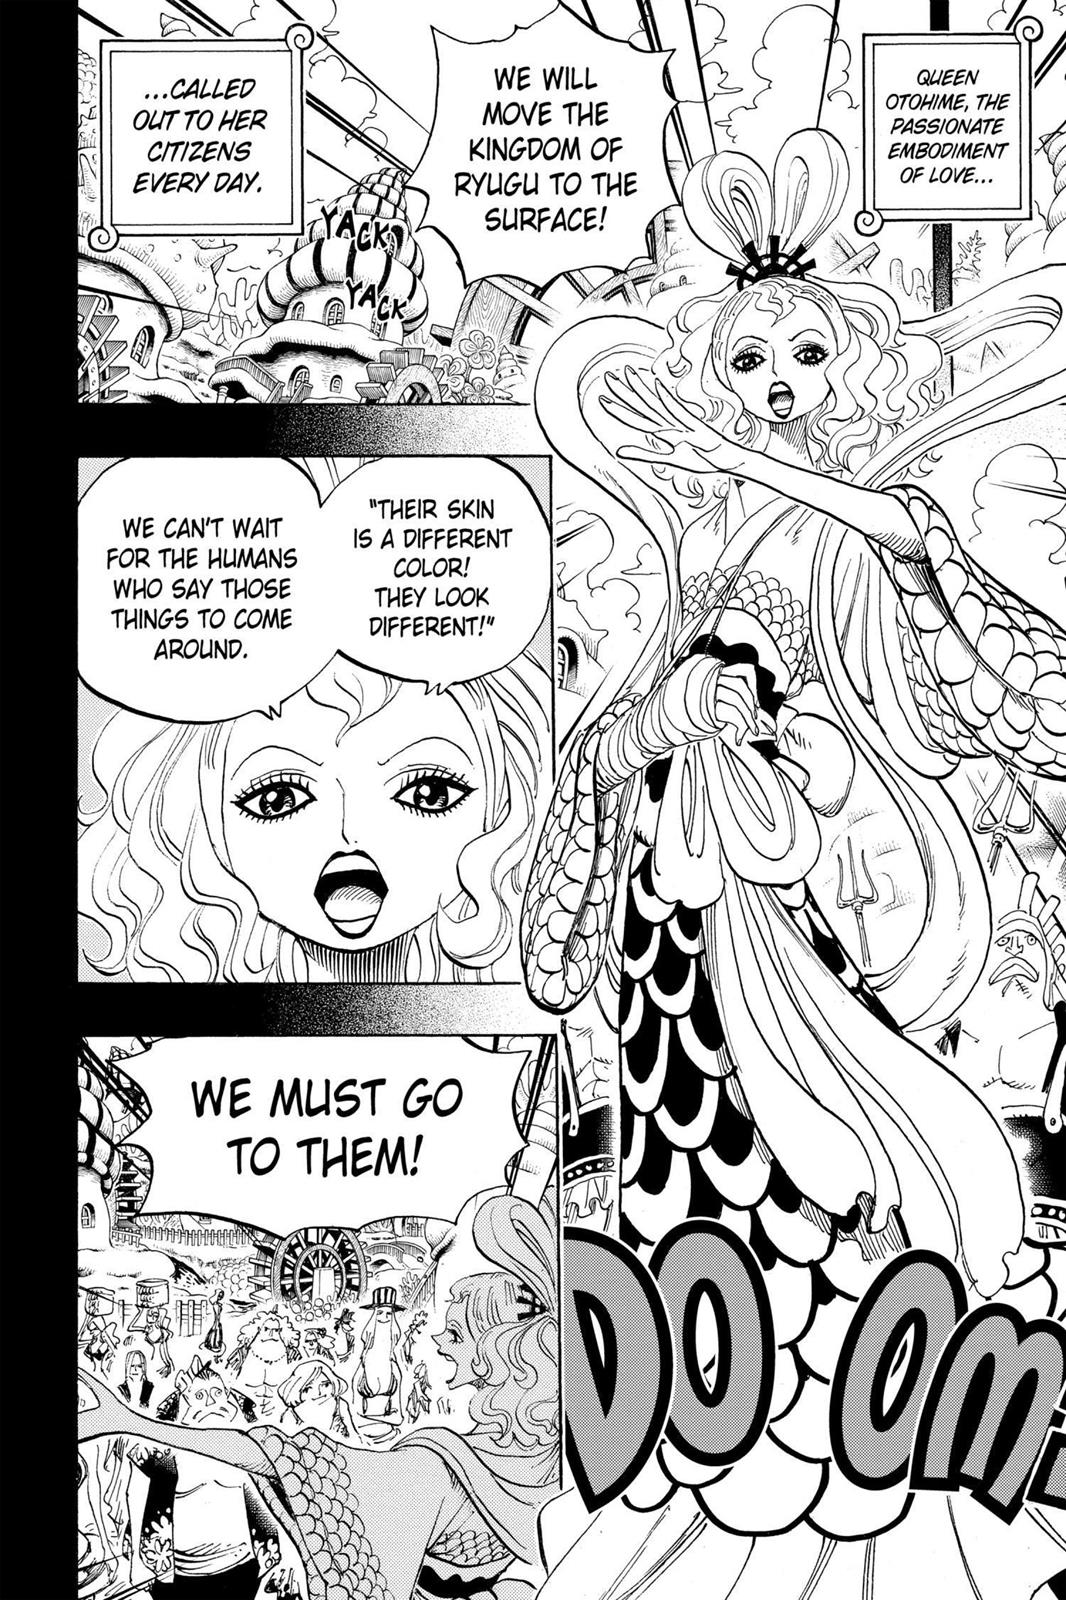 QUEEN
OTOHIME, THE
PASSIONATE
EMBODIMENT
OF LOVE...
WE WILL
MOVE THE
KINGDOM OF
RYUGU TO THE
SURFACE!
...CALLED
OUT TO HER
CITIZENS
EVERY DAY.
YACK
YACK
"THEIR SKIN
IS A DIFFERENT
COLOR!
THEY LOOK
DIFFERENT!"
WE CAN'T WAIT
FOR THE HUMANS
WHO SAY THOSE
THINGS TO COME
AROUND.
WE MUST GO
TO THEM!
DOOM